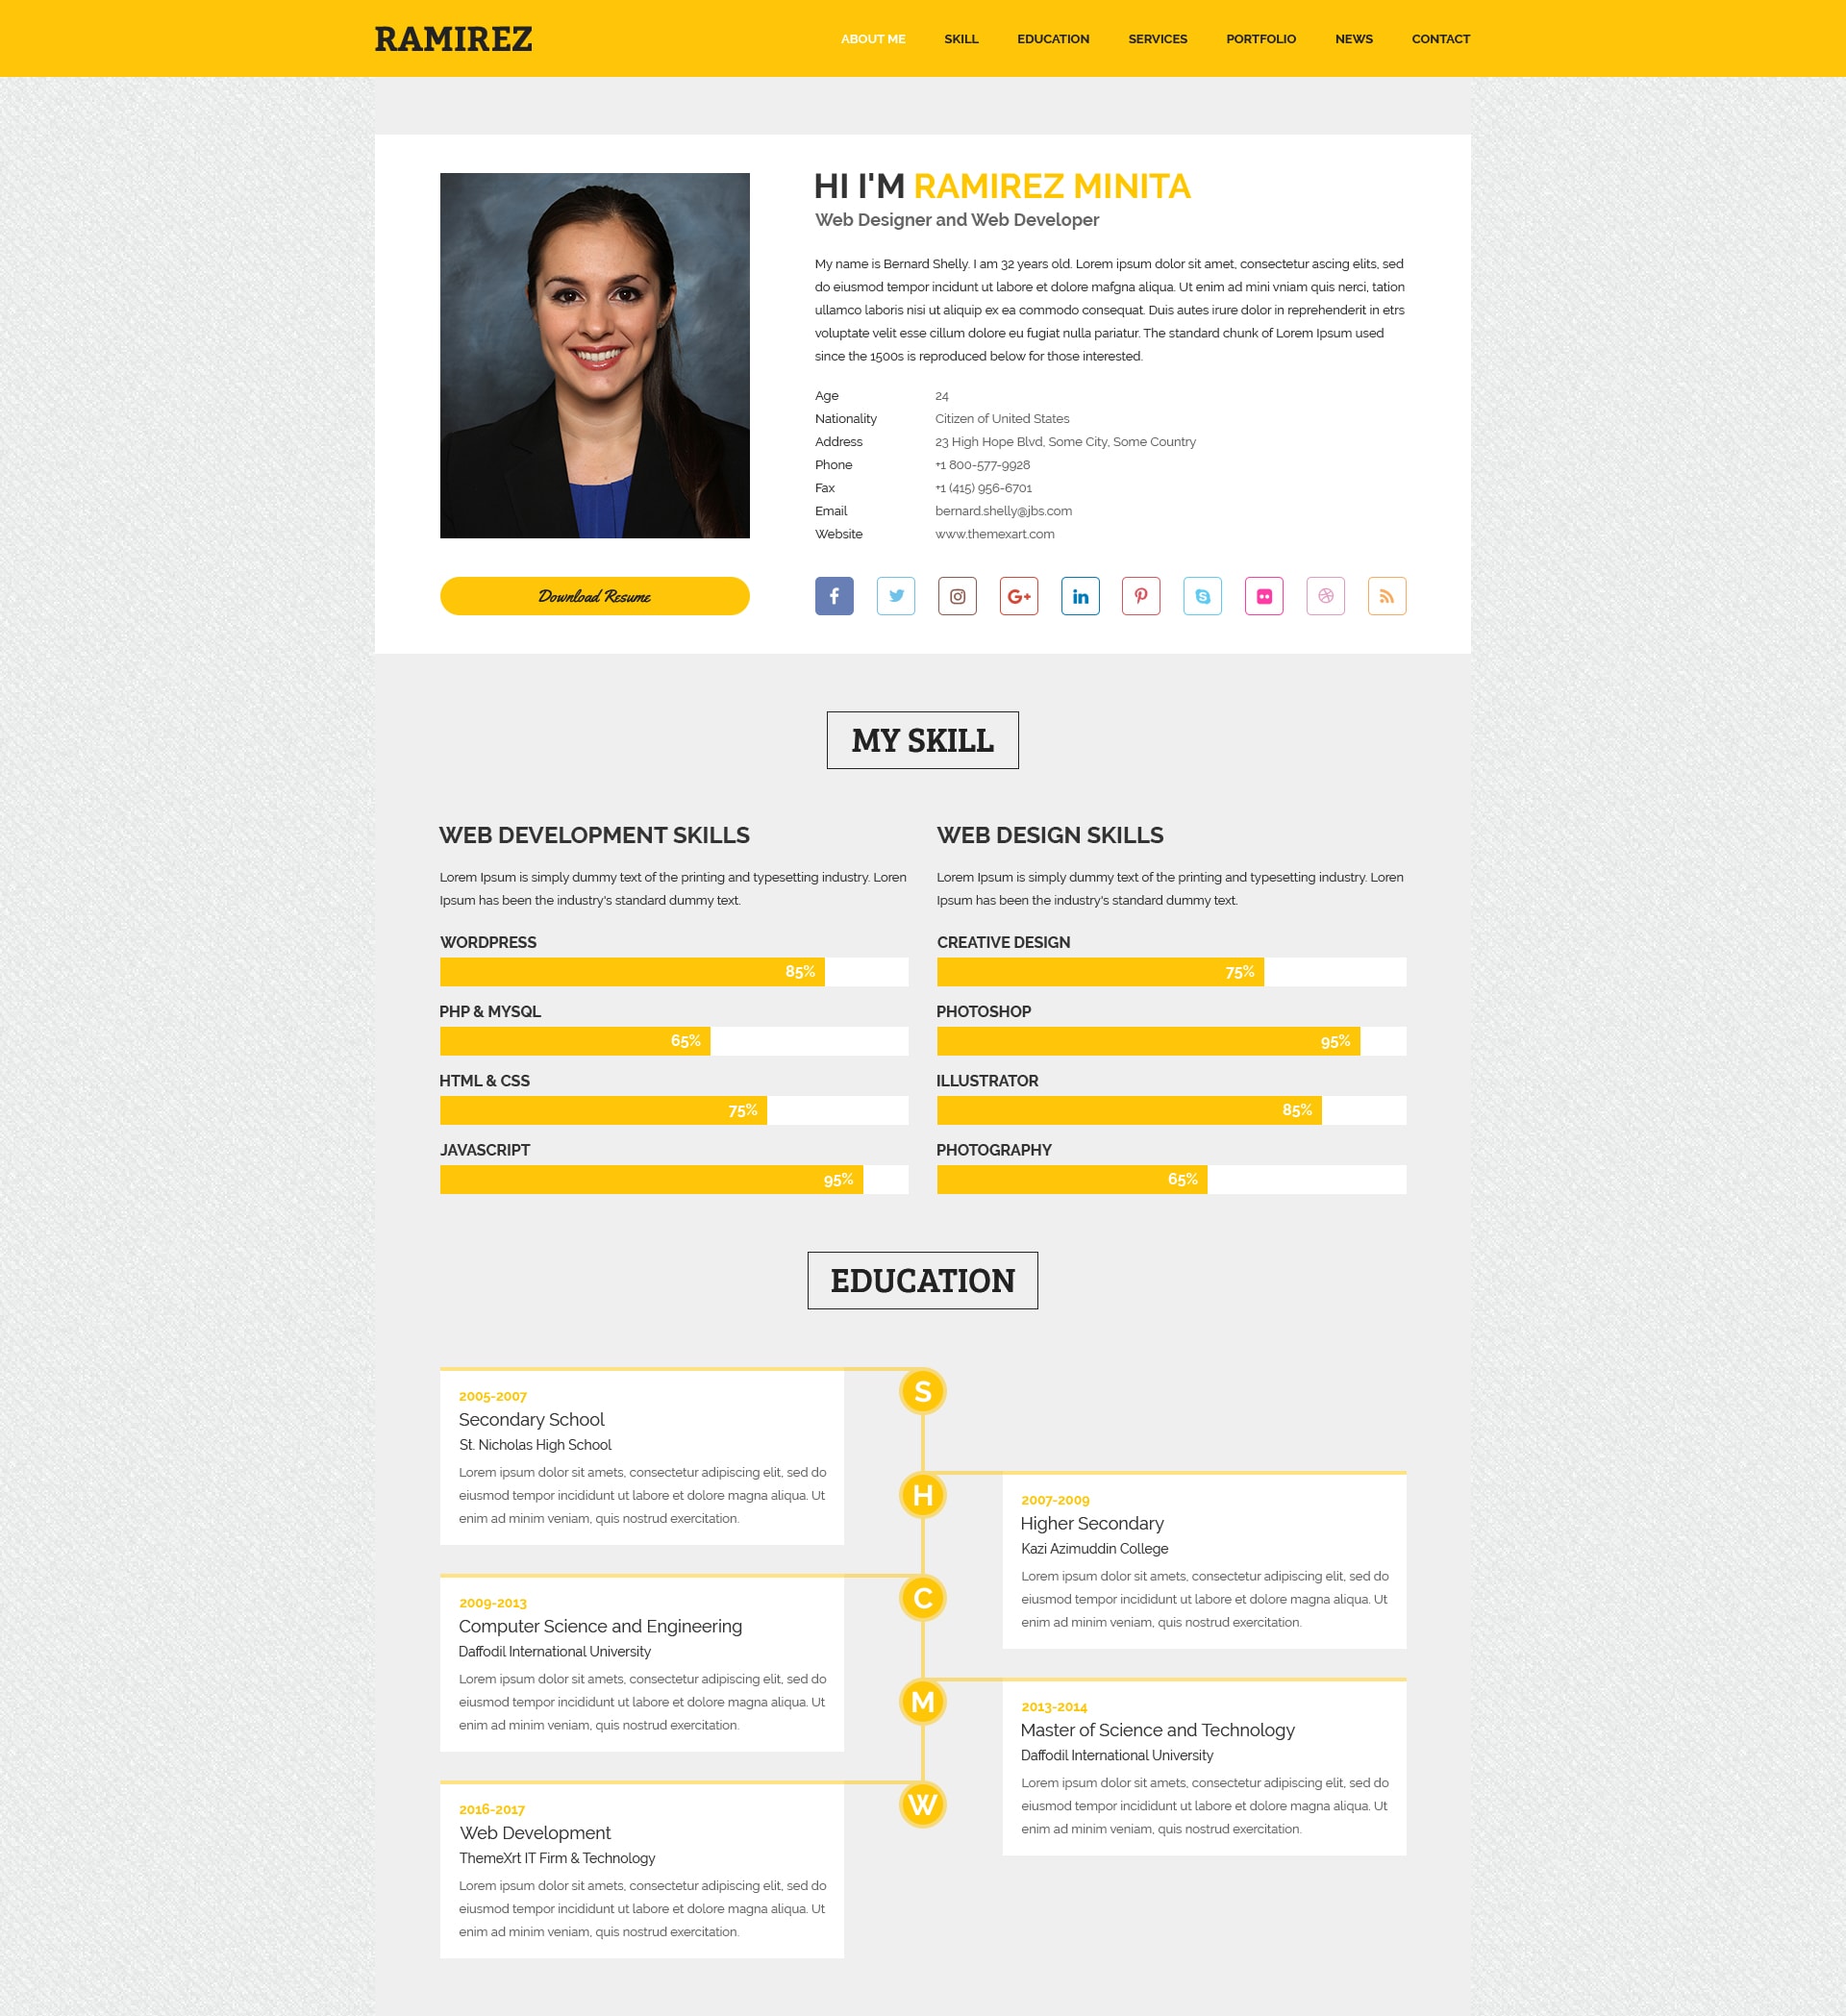 RAMIREZ
ABOUT ME SKILL EDUCATION SERVICES PORTFOLIO NEWS CONTACT
HI I'M RAMIREZ MINITA
Web Designer and Web Developer
My name is Bernard Shelly. I am 32 years old. Lorem ipsum dolor sit amet, consectetur ascing elits, sed
do eiusmod tempor incidunt ut labore et dolore mafgna aliqua. Ut enim ad mini vniam quis nerci, tation
ullamco laboris nisi ut aliquip ex ea commodo consequat. Duis autes irure dolor in reprehenderit in etrs
voluptate velit esse cillum dolore eu fugiat nulla pariatur. The standard chunk of Lorem Ipsum used
since the 1500s is reproduced below for those interested.
Age 24
Nationality Citizen of United States
Address 23 High Hope Blvd, Some City, Some Country
Phone +1 800-577-9928
Fax +1 (415) 956-6701
Email bernard.shelly@jbs.com
Website www.themexart.com
Download Resume
MY SKILL
WEB DEVELOPMENT SKILLS
Lorem Ipsum is simply dummy text of the printing and typesetting industry. Loren
Ipsum has been the industry's standard dummy text.
WORDPRESS
85%
PHP & MYSQL
65%
HTML & CSS
75%
JAVASCRIPT
95%
WEB DESIGN SKILLS
Lorem Ipsum is simply dummy text of the printing and typesetting industry. Loren
Ipsum has been the industry's standard dummy text.
CREATIVE DESIGN
75%
PHOTOSHOP
95%
ILLUSTRATOR
85%
PHOTOGRAPHY
65%
EDUCATION
S
2005-2007
Secondary School
St. Nicholas High School
Lorem ipsum dolor sit amets, consectetur adipiscing elit, sed do
eiusmod tempor incididunt ut labore et dolore magna aliqua. Ut
enim ad minim veniam, quis nostrud exercitation.
H
2007-2009
Higher Secondary
Kazi Azimuddin College
Lorem ipsum dolor sit amets, consectetur adipiscing elit, sed do
eiusmod tempor incididunt ut labore et dolore magna aliqua. Ut
enim ad minim veniam, quis nostrud exercitation.
C
2009-2013
Computer Science and Engineering
Daffodil International University
Lorem ipsum dolor sit amets, consectetur adipiscing elit, sed do
eiusmod tempor incididunt ut labore et dolore magna aliqua. Ut
enim ad minim veniam, quis nostrud exercitation.
M
2013-2014
Master of Science and Technology
Daffodil International University
Lorem ipsum dolor sit amets, consectetur adipiscing elit, sed do
eiusmod tempor incididunt ut labore et dolore magna aliqua. Ut
enim ad minim veniam, quis nostrud exercitation.
W
2016-2017
Web Development
ThemeXrt IT Firm & Technology
Lorem ipsum dolor sit amets, consectetur adipiscing elit, sed do
eiusmod tempor incididunt ut labore et dolore magna aliqua. Ut
enim ad minim veniam, quis nostrud exercitation.